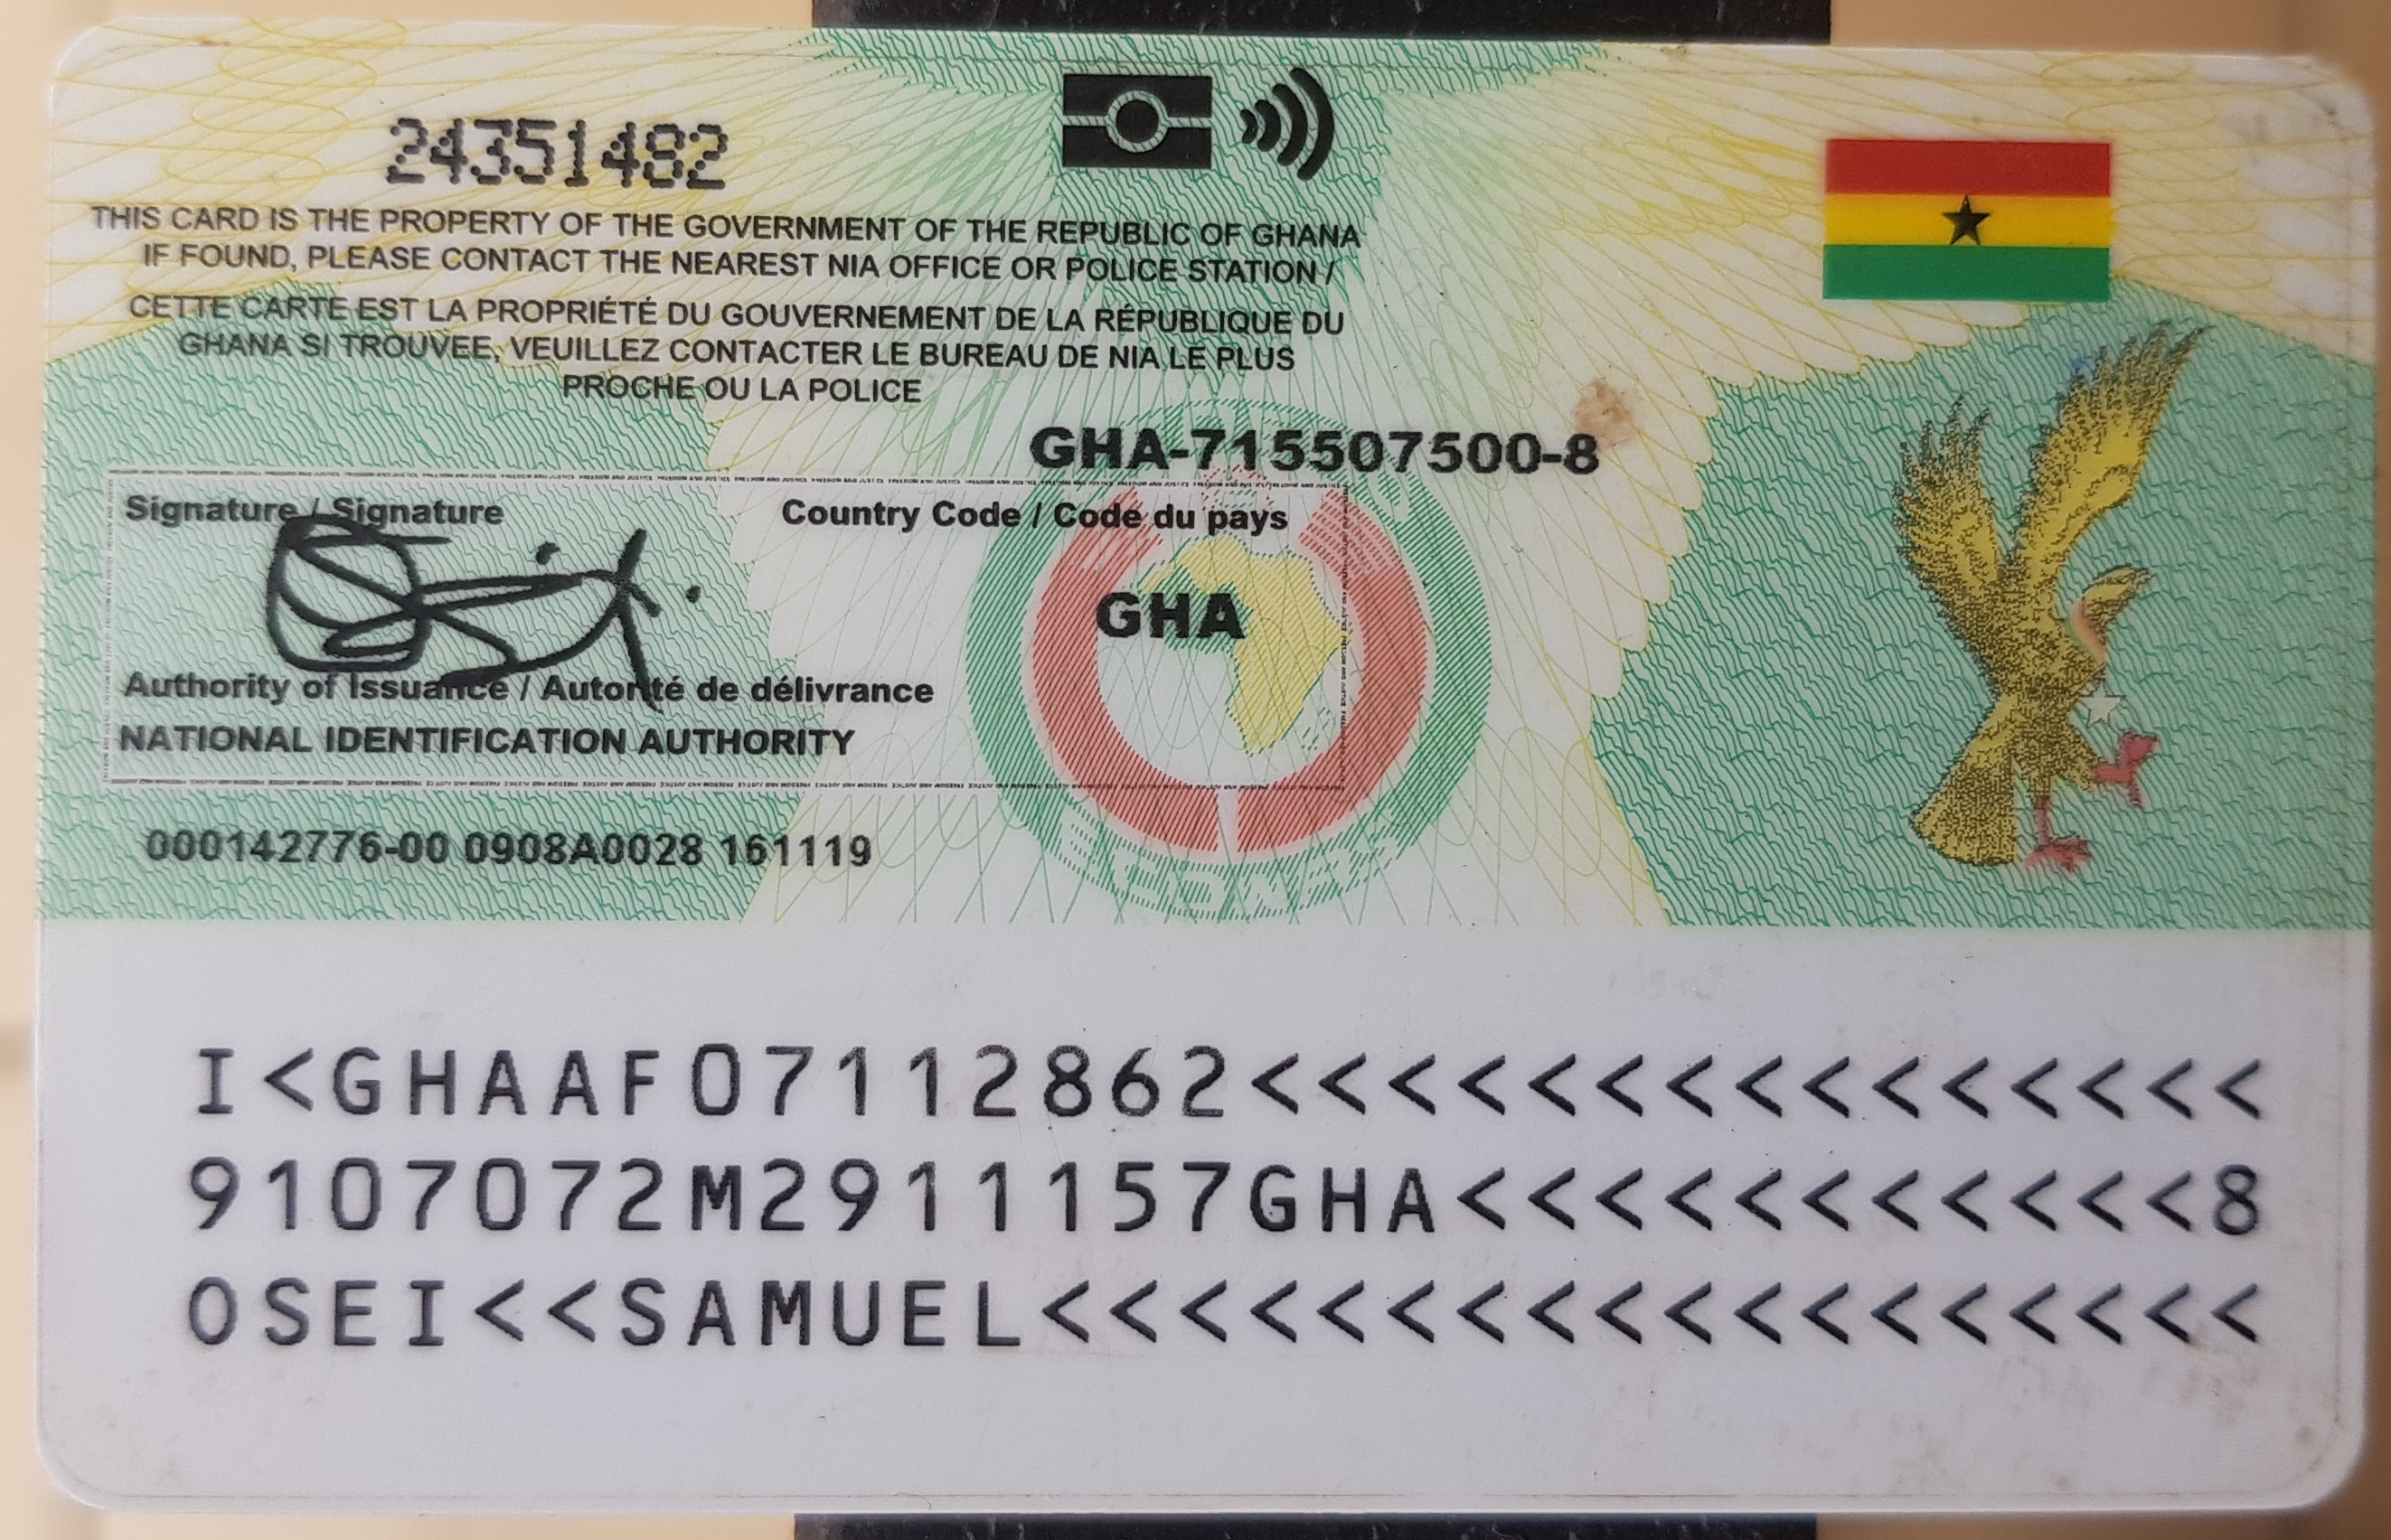 24351482
THIS CARD IS THE PROPERTY OF THE GOVERNMENT OF THE REPUBLIC OF GHANA
IF FOUND, PLEASE CONTACT THE NEAREST NIA OFFICE OR POLICE STATION /
CETTE CARTE EST LA PROPRIÉTÉ DU GOUVERNEMENT DE LA RÉPUBLIQUE DU
GHANA SI TROUVEE, VEUILLEZ CONTACTER LE BUREAU DE NIA LE PLUS
PROCHE OU LA POLICE
GHA-715507500-8
Signature / Signature
Country Code / Code du pays
GHA
Authority of Issuance / Autorité de délivrance
NATIONAL IDENTIFICATION AUTHORITY
000142776-00 0908A0028 161119
ECOWAS
I<GHAAF07112862<<<<<<<<<<<<<<<
9107072M2911157GHA<<<<<<<<<<<8
OSEI<<SAMUEL<<<<<<<<<<<<<<<<<<